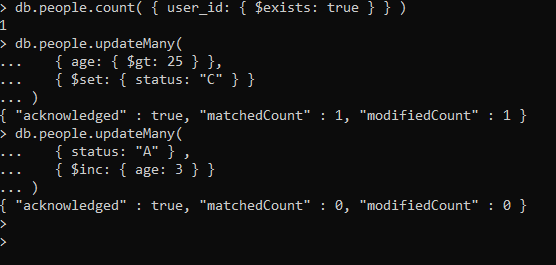 > db.people.count( { user_id: { $exists: true } } )
1
> db.people.updateMany(
...    { age: { $gt: 25 } },
...    { $set: { status: "C" } }
... )
{ "acknowledged" : true, "matchedCount" : 1, "modifiedCount" : 1 }
> db.people.updateMany(
...    { status: "A" } ,
...    { $inc: { age: 3 } }
... )
{ "acknowledged" : true, "matchedCount" : 0, "modifiedCount" : 0 }
>
>